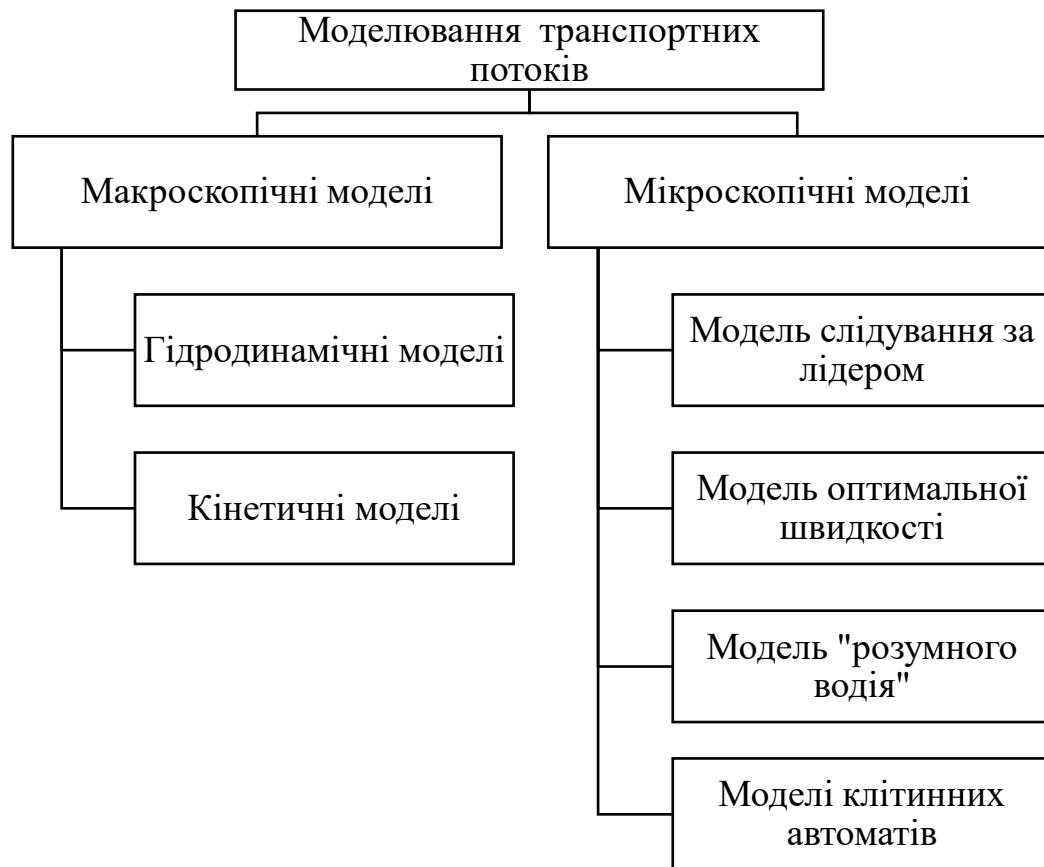 Моделювання транспортних
потоків
Макроскопічні моделі
Гідродинамічні моделі
Кінетичні моделі
Мікроскопічні моделі
Модель слідування за
лідером
Модель оптимальної
швидкості
Модель "розумного
водія"
Моделі клітинних
автоматів